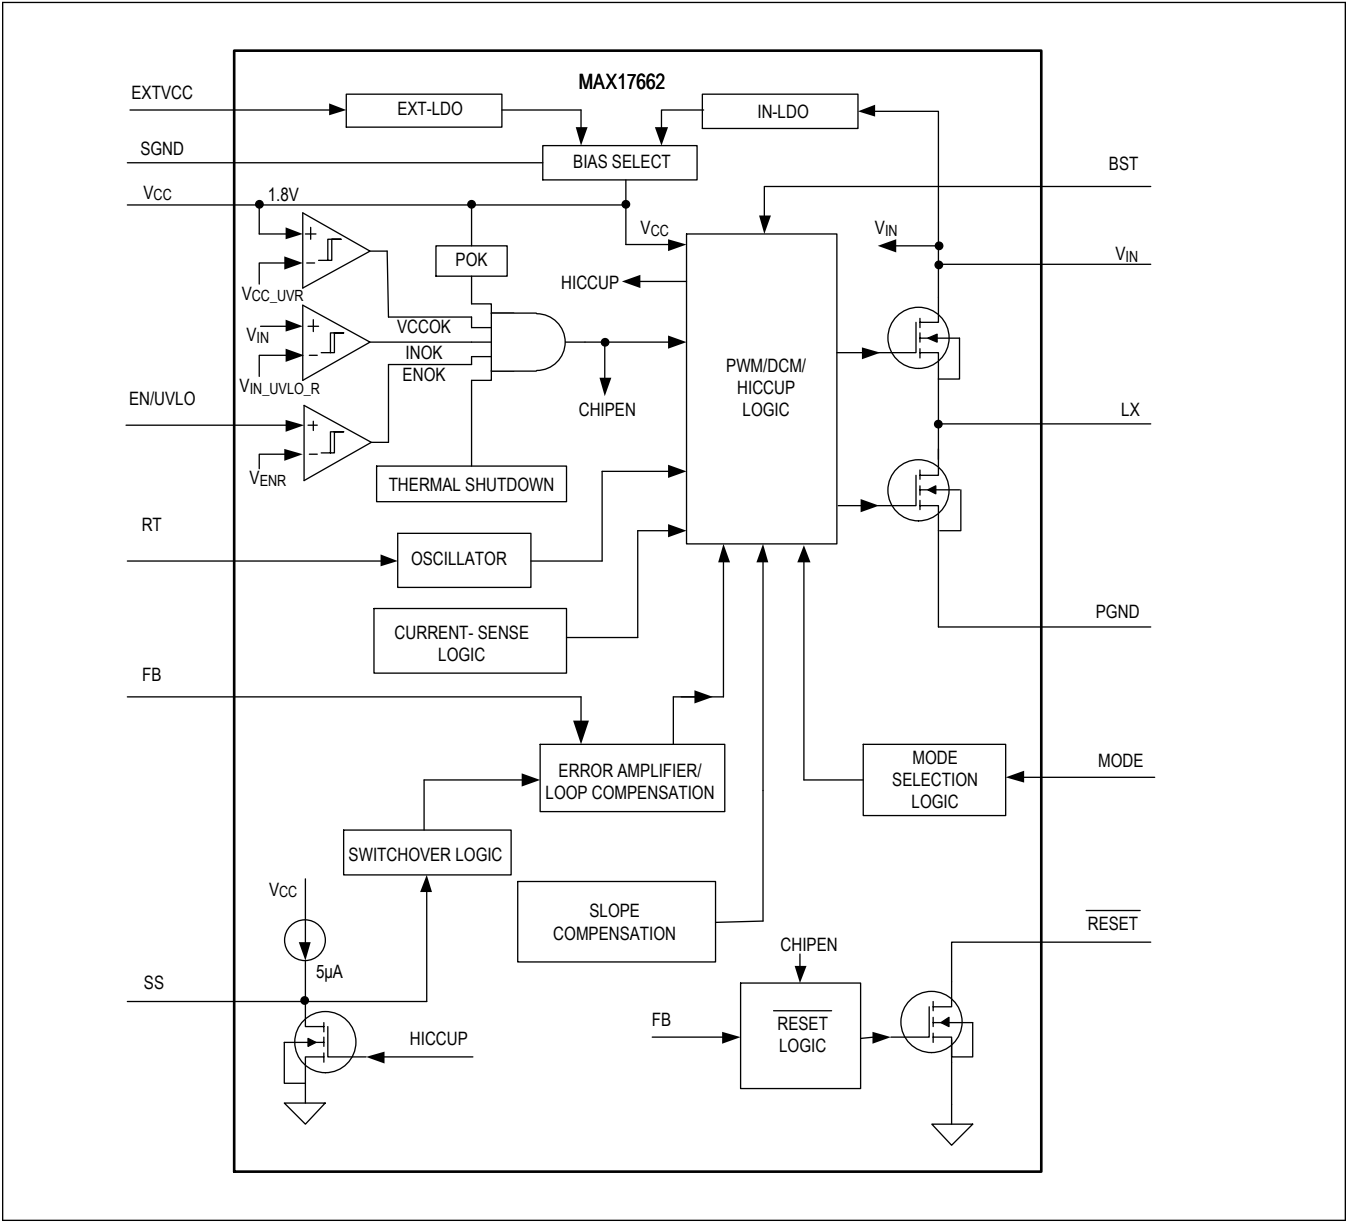 MAX17662
EXTVCC
EXT-LDO
IN-LDO
SGND
BIAS SELECT
BST
VCC
1.8V
VCC
VIN
VIN
+
−
POK
HICCUP
VCC_UVR
VCCOK
VIN
+
−
INOK
VIN_UVLO_R
ENOK
PWM/DCM/
HICCUP
LOGIC
EN/UVLO
CHIPEN
LX
+
−
VENR
THERMAL SHUTDOWN
RT
OSCILLATOR
PGND
CURRENT- SENSE
LOGIC
FB
ERROR AMPLIFIER/
LOOP COMPENSATION
MODE
SELECTION
LOGIC
MODE
SWITCHOVER LOGIC
VCC
SLOPE
COMPENSATION
RESET
CHIPEN
5µA
SS
FB
RESET
LOGIC
HICCUP